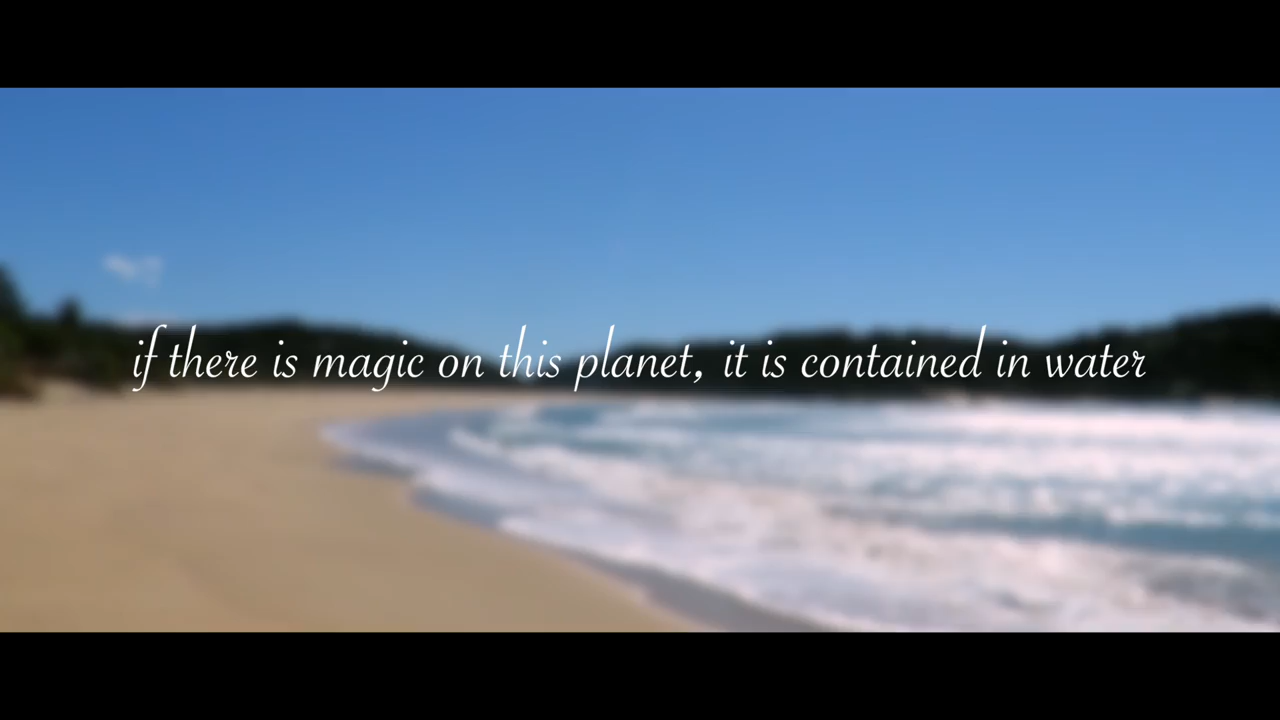 if there is magic on this planet, it is contained in water